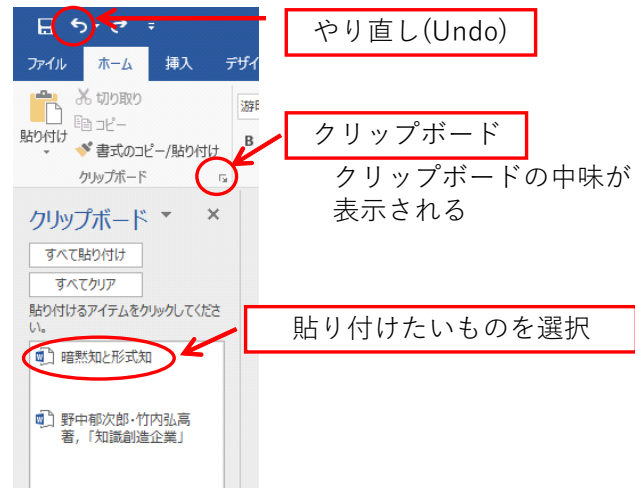 やり直し(Undo)
ファイル ホーム 挿入 デザイ
切り取り
コピー
貼り付け
書式のコピー/貼り付け
游明
B
クリップボード
クリップボード
クリップボードの中味が
表示される
クリップボード
すべて貼り付け
すべてクリア
貼り付けるアイテムをクリックしてくださ
い。
貼り付けたいものを選択
暗黙知と形式知
野中郁次郎・竹内弘高
著,「知識創造企業」